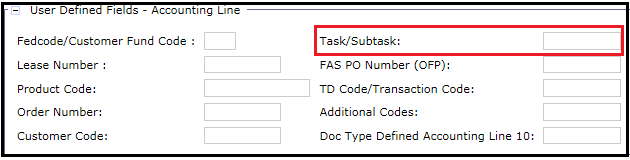 User Defined Fields - Accounting Line
Fedcode/Customer Fund Code : Task/Subtask:
Lease Number : FAS PO Number (OFP):
Product Code: TD Code/Transaction Code:
Order Number: Additional Codes:
Customer Code: Doc Type Defined Accounting Line 10: